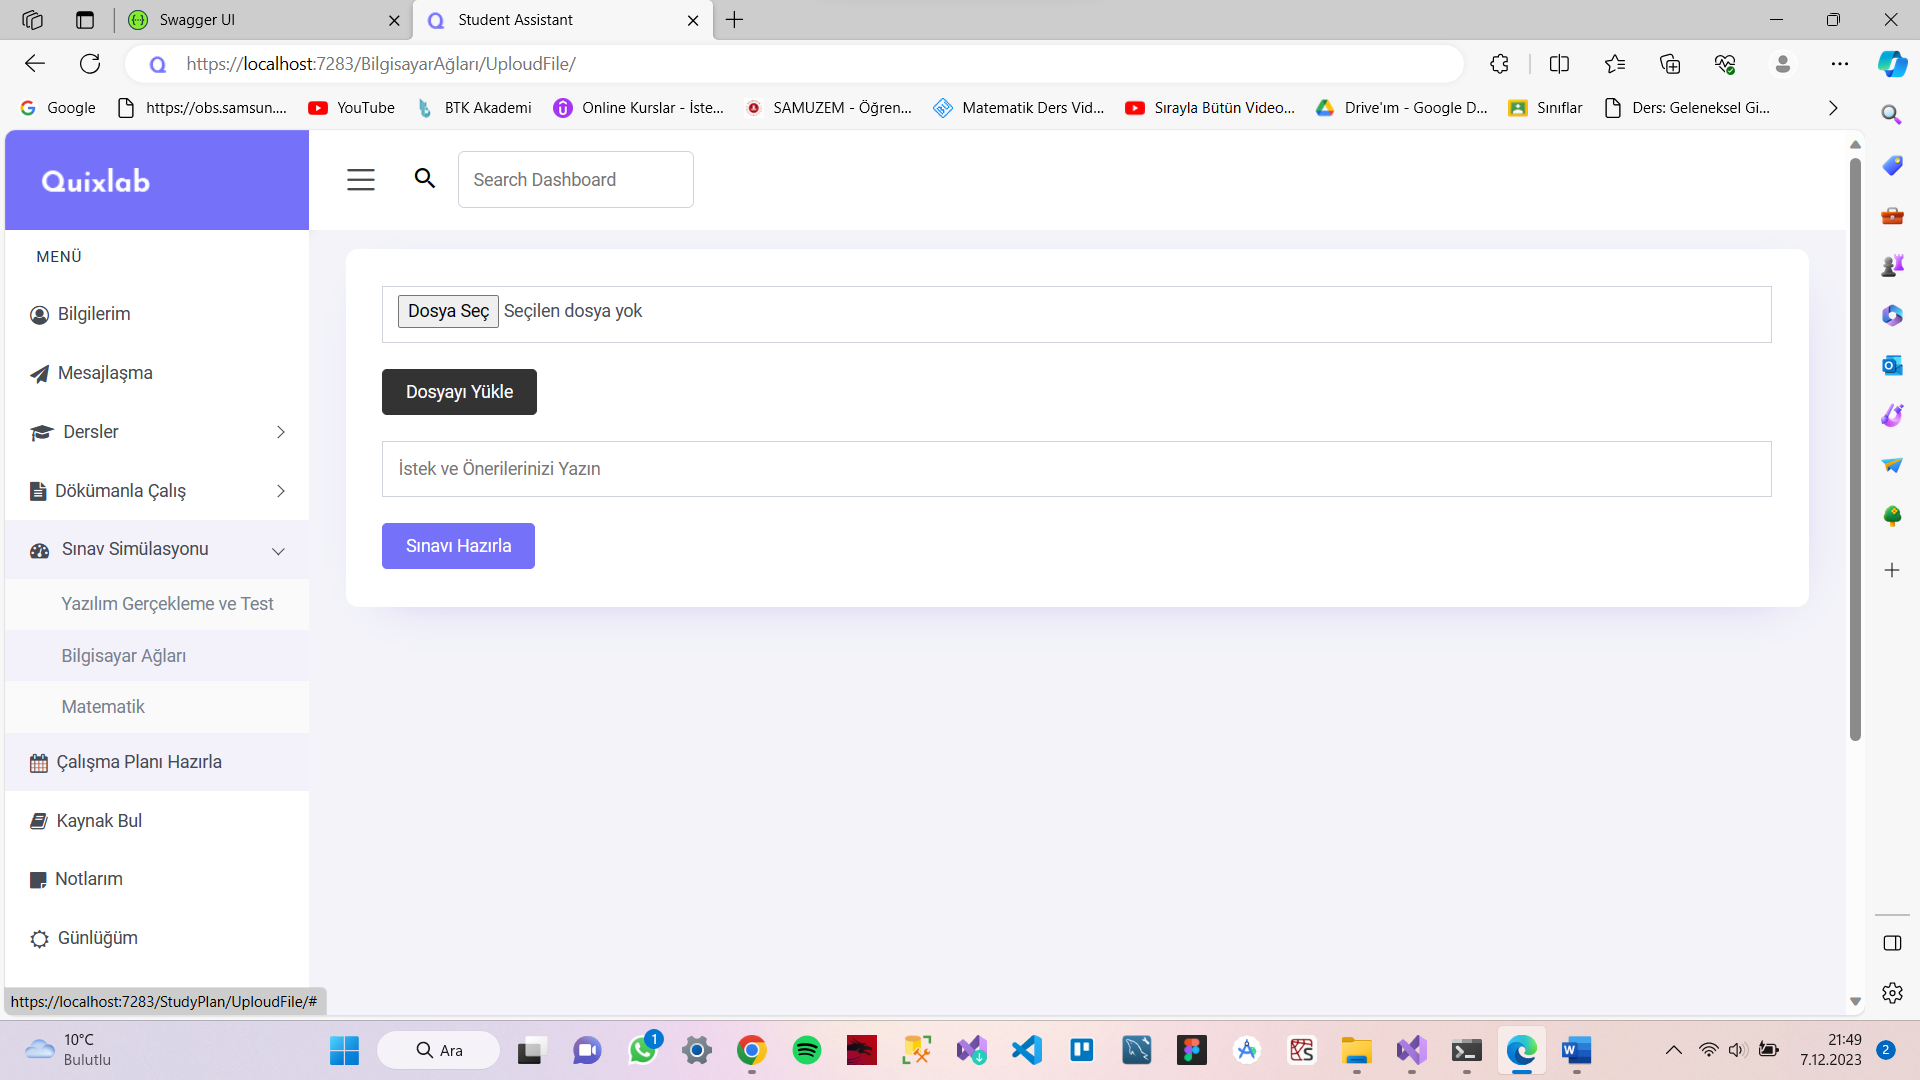 Swagger UI
Student Assistant
https://localhost:7283/BilgisayarAğları/UploudFile/
Google
https://obs.samsun....
YouTube
BTK Akademi
Online Kurslar - İste...
SAMUZEM - Öğren...
Matematik Ders Vid...
Sırayla Bütün Video...
Drive'ım - Google D...
Sınıflar
Ders: Geleneksel Gi...
Quixlab
Search Dashboard
MENÜ
Bilgilerim
Mesajlaşma
Dersler
Dökümanla Çalış
Sınav Simülasyonu
Yazılım Gerçekleme ve Test
Bilgisayar Ağları
Matematik
Çalışma Planı Hazırla
Kaynak Bul
Notlarım
Günlüğüm
Dosya Seç Seçilen dosya yok
Dosyayı Yükle
İstek ve Önerilerinizi Yazın
Sınavı Hazırla
https://localhost:7283/StudyPlan/UploudFile/#
10°C
Bulutlu
Ara
1
21:49
7.12.2023
2